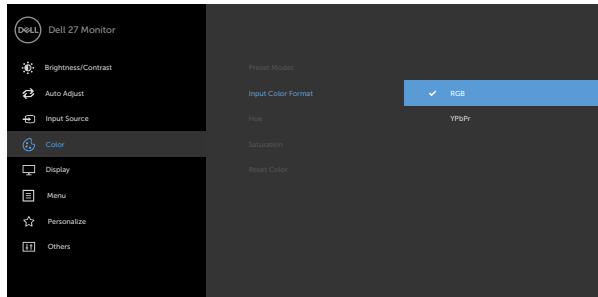 DELL Dell 27 Monitor
Brightness/Contrast
Auto Adjust
Input Source
Color
Display
Menu
Personalize
Others
Preset Modes
Input Color Format
Hue
Saturation
Reset Color
RGB
YPbPr